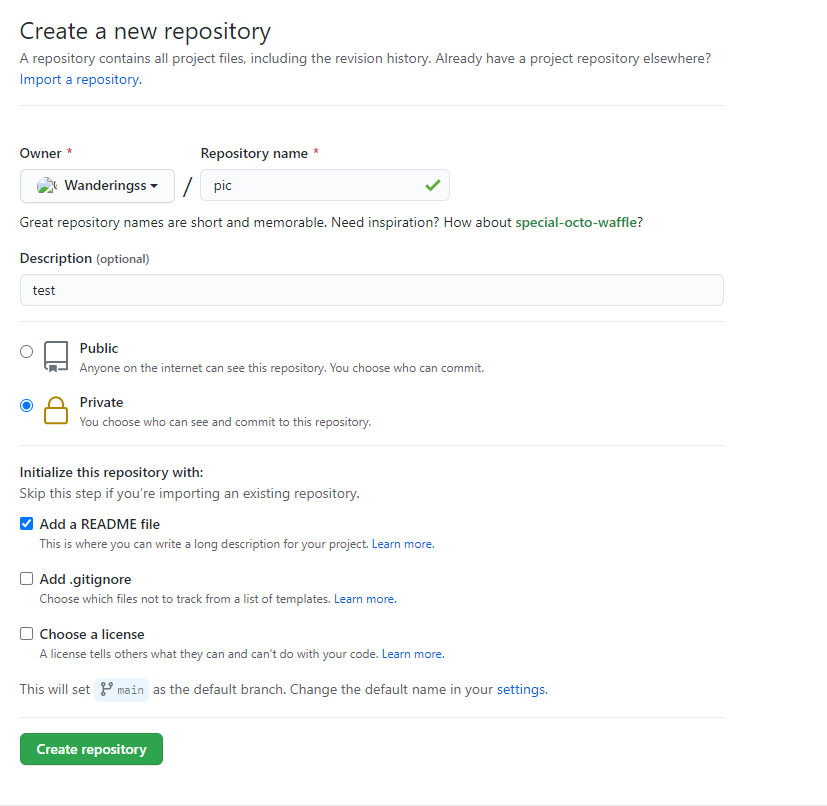 Create a new repository
A repository contains all project files, including the revision history. Already have a project repository elsewhere?
Import a repository.
Owner * Repository name *
Wanderingss / pic
Great repository names are short and memorable. Need inspiration? How about special-octo-waffle?
Description (optional)
test
Public
Anyone on the internet can see this repository. You choose who can commit.
Private
You choose who can see and commit to this repository.
Initialize this repository with:
Skip this step if you're importing an existing repository.
Add a README file
This is where you can write a long description for your project. Learn more.
Add .gitignore
Choose which files not to track from a list of templates. Learn more.
Choose a license
A license tells others what they can and can't do with your code. Learn more.
This will set main as the default branch. Change the default name in your settings.
Create repository